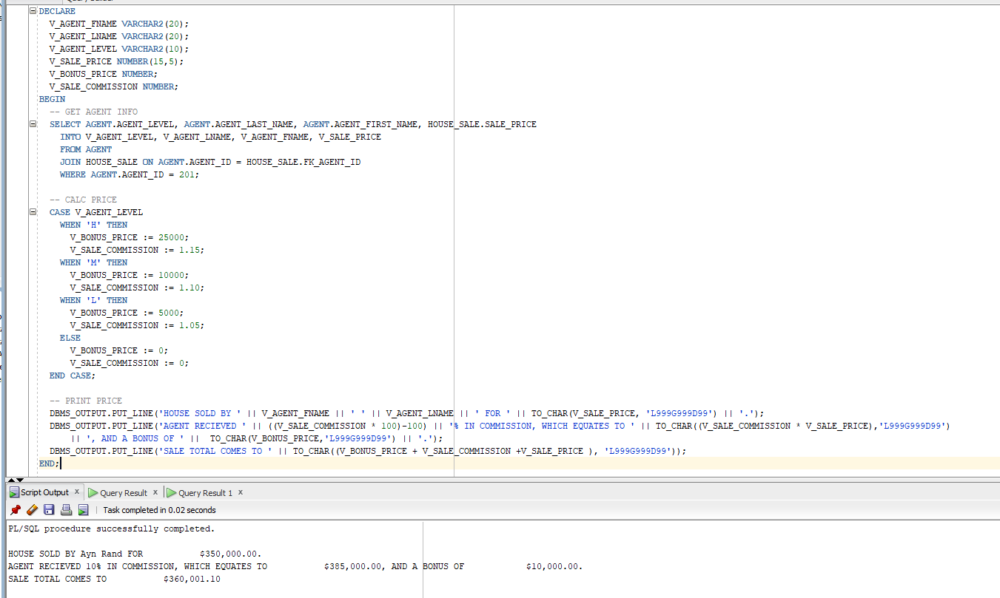 DECLARE
V_AGENT_FNAME VARCHAR2(20);
V_AGENT_LNAME VARCHAR2(20);
V_AGENT_LEVEL VARCHAR2(10);
V_SALE_PRICE NUMBER(15,5);
V_BONUS_PRICE NUMBER;
V_SALE_COMMISSION NUMBER;
BEGIN
-- GET AGENT INFO
SELECT AGENT.AGENT_LEVEL, AGENT.AGENT_LAST_NAME, AGENT.AGENT_FIRST_NAME, HOUSE_SALE.SALE_PRICE
INTO V_AGENT_LEVEL, V_AGENT_LNAME, V_AGENT_FNAME, V_SALE_PRICE
FROM AGENT
JOIN HOUSE_SALE ON AGENT.AGENT_ID = HOUSE_SALE.FK_AGENT_ID
WHERE AGENT.AGENT_ID = 201;
-- CALC PRICE
CASE V_AGENT_LEVEL
WHEN 'H' THEN
V_BONUS_PRICE := 25000;
V_SALE_COMMISSION := 1.15;
WHEN 'M' THEN
V_BONUS_PRICE := 10000;
V_SALE_COMMISSION := 1.10;
WHEN 'L' THEN
V_BONUS_PRICE := 5000;
V_SALE_COMMISSION := 1.05;
ELSE
V_BONUS_PRICE := 0;
V_SALE_COMMISSION := 0;
END CASE;
-- PRINT PRICE
DBMS_OUTPUT.PUT_LINE('HOUSE SOLD BY ' || V_AGENT_FNAME || ' ' || V_AGENT_LNAME || ' FOR ' || TO_CHAR(V_SALE_PRICE, 'L999G999D99') || '.');
DBMS_OUTPUT.PUT_LINE('AGENT RECIEVED ' || ((V_SALE_COMMISSION * 100)-100) || '% IN COMMISSION, WHICH EQUATES TO ' || TO_CHAR((V_SALE_COMMISSION * V_SALE_PRICE),'L999G999D99')
|| ', AND A BONUS OF ' || TO_CHAR(V_BONUS_PRICE,'L999G999D99') || '.');
DBMS_OUTPUT.PUT_LINE('SALE TOTAL COMES TO ' || TO_CHAR((V_BONUS_PRICE + V_SALE_COMMISSION +V_SALE_PRICE ), 'L999G999D99'));
END;
Script Output x Query Result x Query Result 1 x
Task completed in 0.02 seconds
PL/SQL procedure successfully completed.
HOUSE SOLD BY Ayn Rand FOR $350,000.00.
AGENT RECIEVED 10% IN COMMISSION, WHICH EQUATES TO $385,000.00, AND A BONUS OF $10,000.00.
SALE TOTAL COMES TO $360,001.10